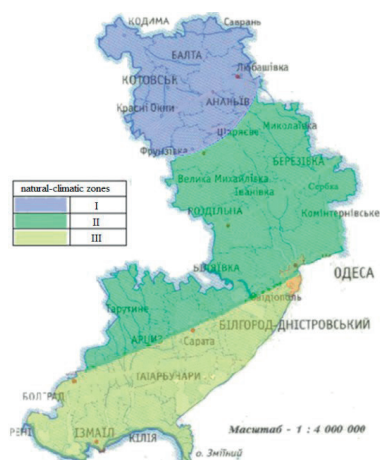 КОДИМА
Саврань
БАЛТА
Любашівка
КОТОВСЬК
АНАНЬЇВ
Красні Окни
Миколаївка
Фрунзівка
БЕРЕЗІВКА
Велика Михайлівка
Іванівка
РОЗДІЛЬНА
Комінтернівське
natural-climatic zones
I
II
III
БІЛЯЇВКА
ОДЕСА
Овідіополь
Тарутине
БІЛГОРОД-ДНІСТРОВСЬКИЙ
АРЦИЗ
Сарата
ТАТАРБУНАРИ
БОЛГРАД
РЕНІ
ІЗМАЇЛ
КІЛІЯ
Масштаб - 1 : 4 000 000
о. Зміїний